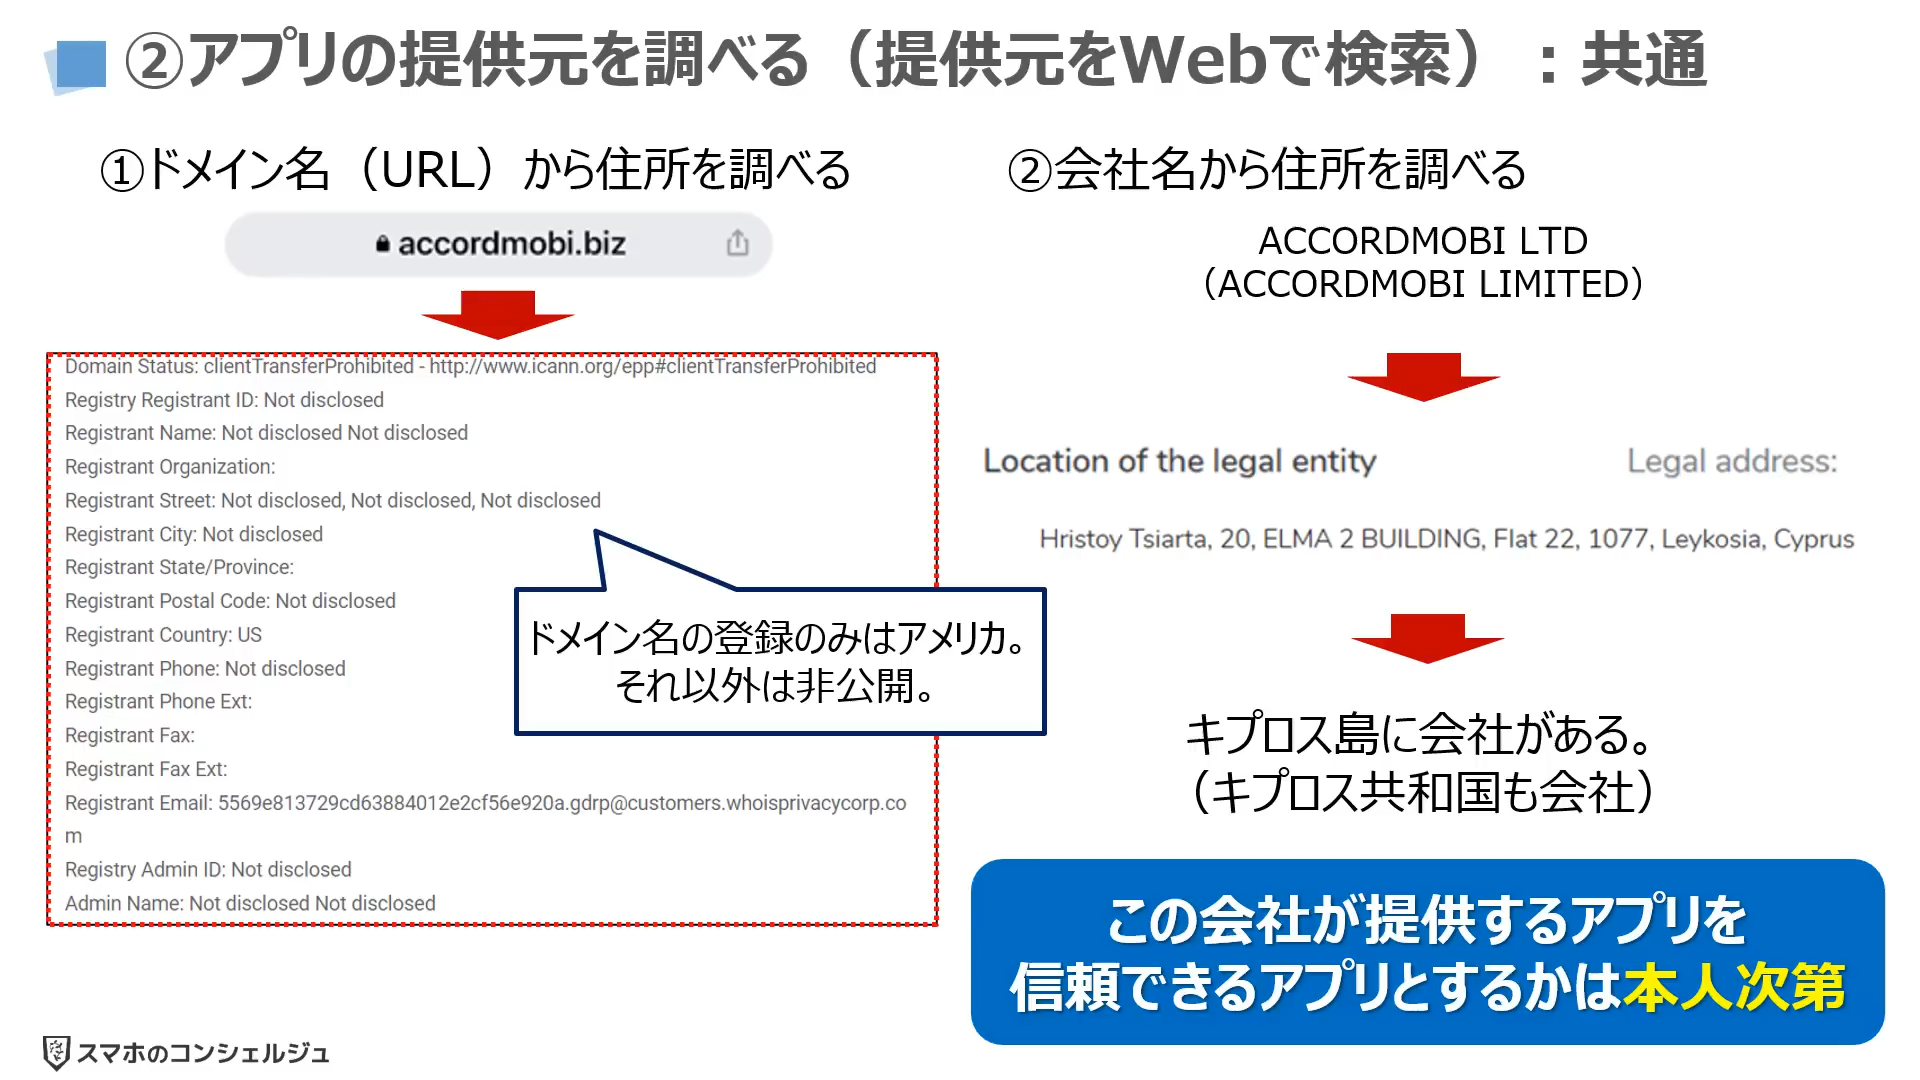 ②アプリの提供元を調べる（提供元をWebで検索）：共通
①ドメイン名（URL）から住所を調べる
accordmobi.biz
Domain Status: clientTransferProhibited - http://www.icann.org/epp#clientTransferProhibited
Registry Registrant ID: Not disclosed
Registrant Name: Not disclosed Not disclosed
Registrant Organization:
Registrant Street: Not disclosed, Not disclosed, Not disclosed
Registrant City: Not disclosed
Registrant State/Province:
Registrant Postal Code: Not disclosed
Registrant Country: US
Registrant Phone: Not disclosed
Registrant Phone Ext:
Registrant Fax:
Registrant Fax Ext:
Registrant Email: 5569e813729cd63884012e2cf56e920a.gdrp@customers.whoisprivacycorp.co
m
Registry Admin ID: Not disclosed
Admin Name: Not disclosed Not disclosed
ドメイン名の登録のみはアメリカ。
それ以外は非公開。
②会社名から住所を調べる
ACCORDMOBI LTD
（ACCORDMOBI LIMITED）
Location of the legal entity
Legal address:
Hristoy Tsiarta, 20, ELMA 2 BUILDING, Flat 22, 1077, Leykosia, Cyprus
キプロス島に会社がある。
（キプロス共和国も会社）
この会社が提供するアプリを
信頼できるアプリとするかは本人次第
スマホのコンシェルジュ